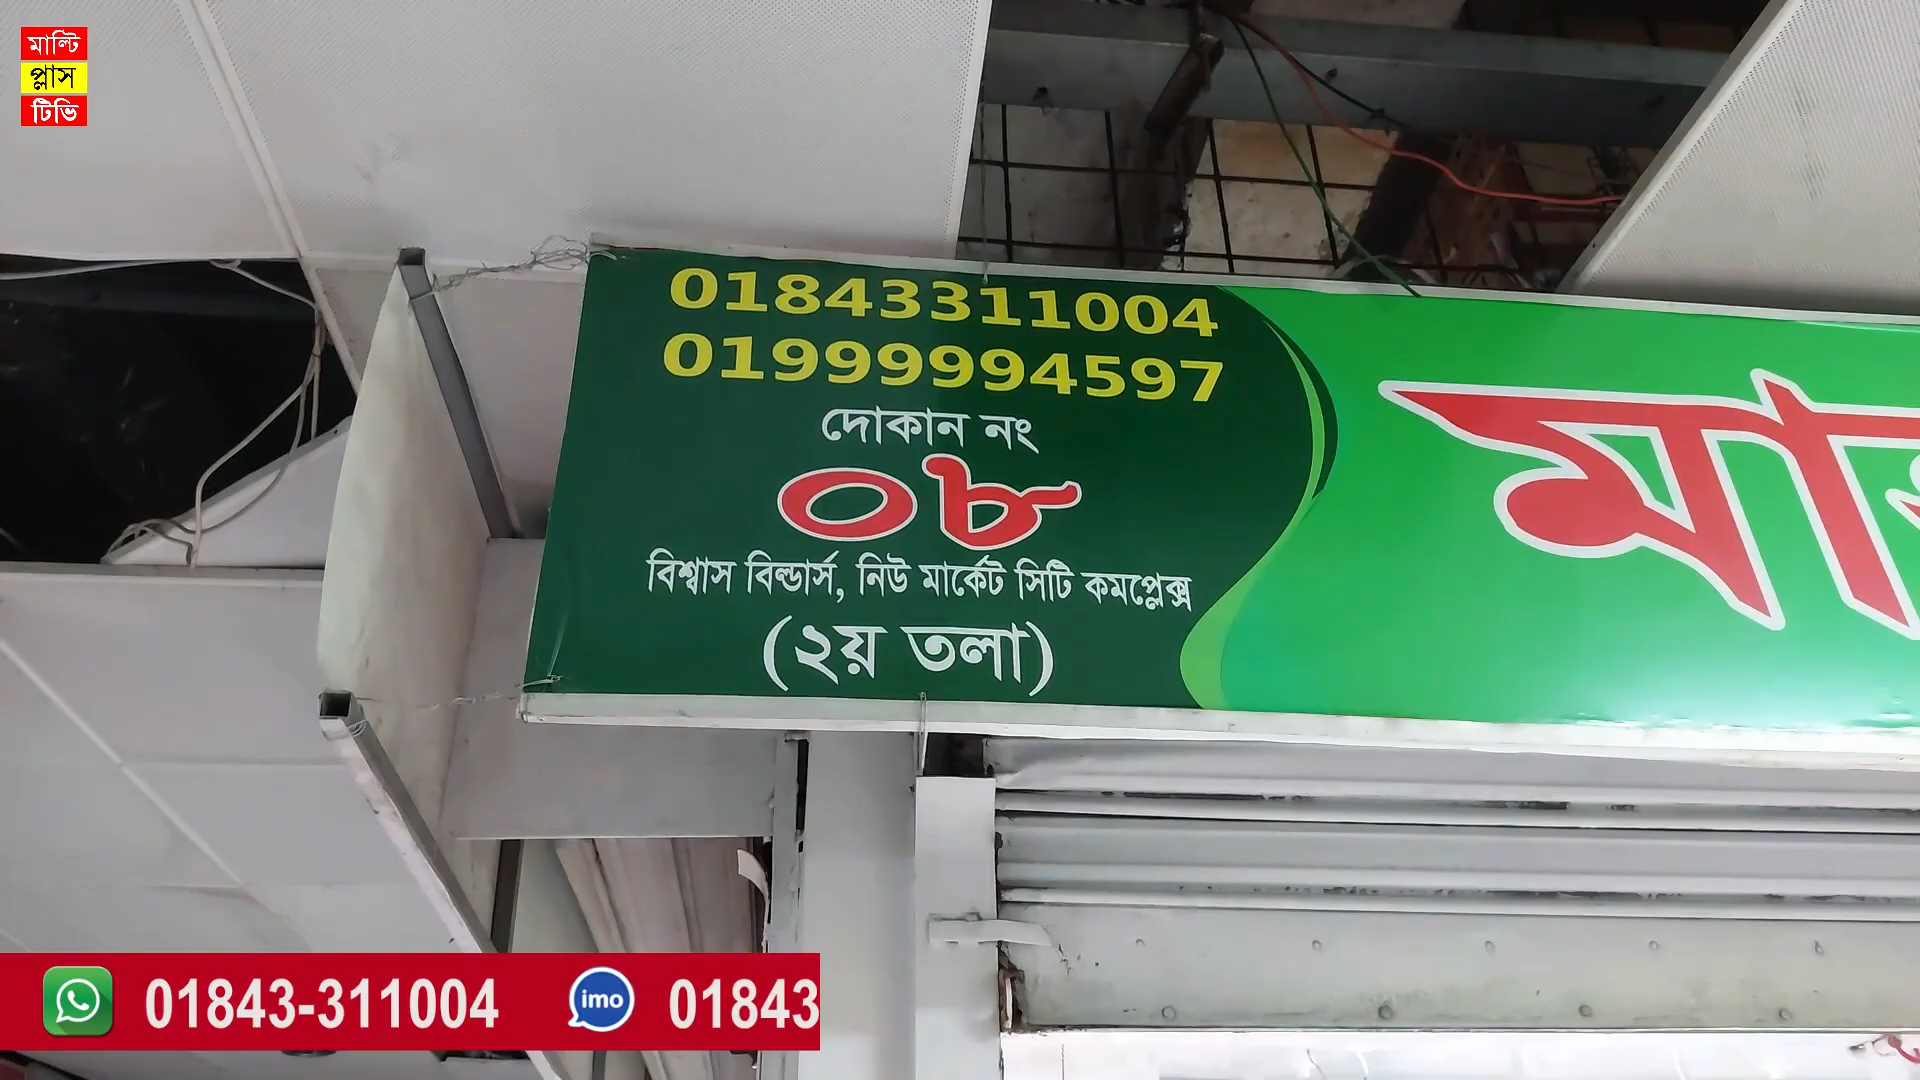 মাল্টি
প্লাস
টিভি
01843311004
01999994597
দোকান নং
০৮
বিশ্বাস বিল্ডার্স, নিউ মার্কেট সিটি কমপ্লেক্স
(২য় তলা)
01843-311004
imo 01843